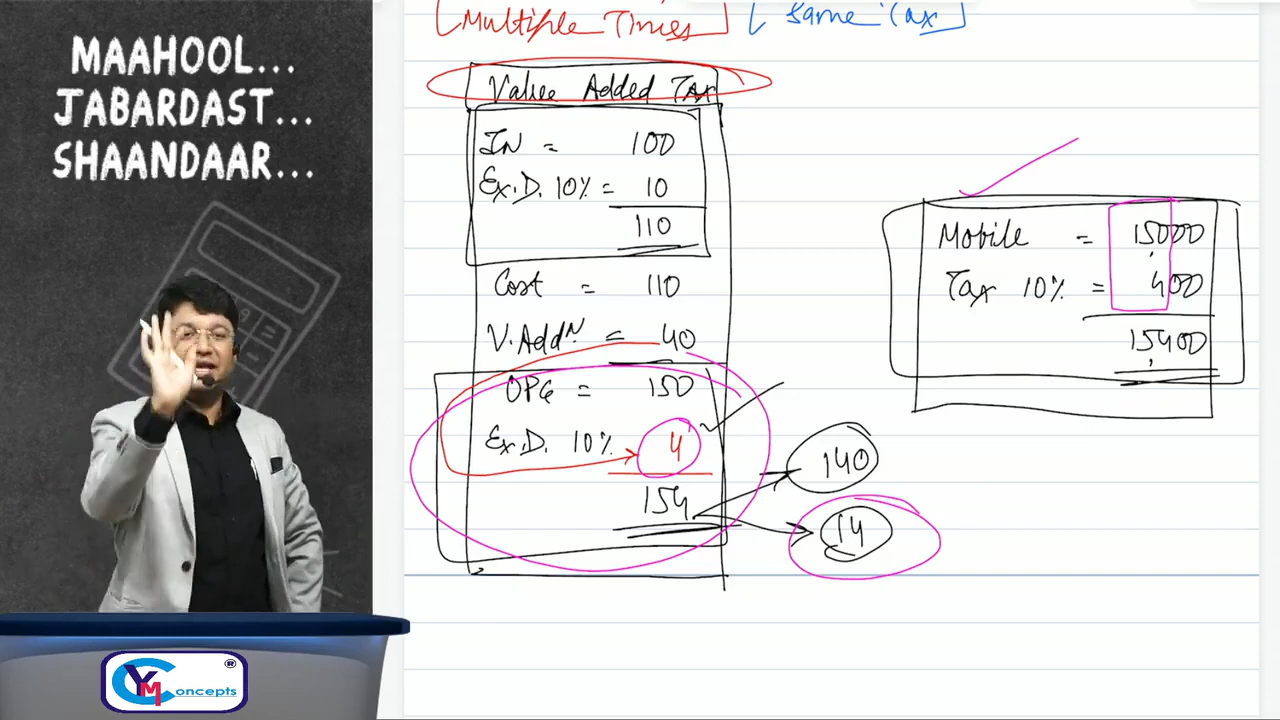 MAAHOOL...
JABARDAST...
SHAANDAAR...
YM Concepts ®
[Multiple Times] [Same Tax]
Value Added Tax
IN = 100
Ex.D. 10% = 10
110
Cost = 110
V.Addn = 40
OPG = 150
Ex.D. 10% 4
154
140
14
Mobile = 15000
Tax 10% = 400
15400